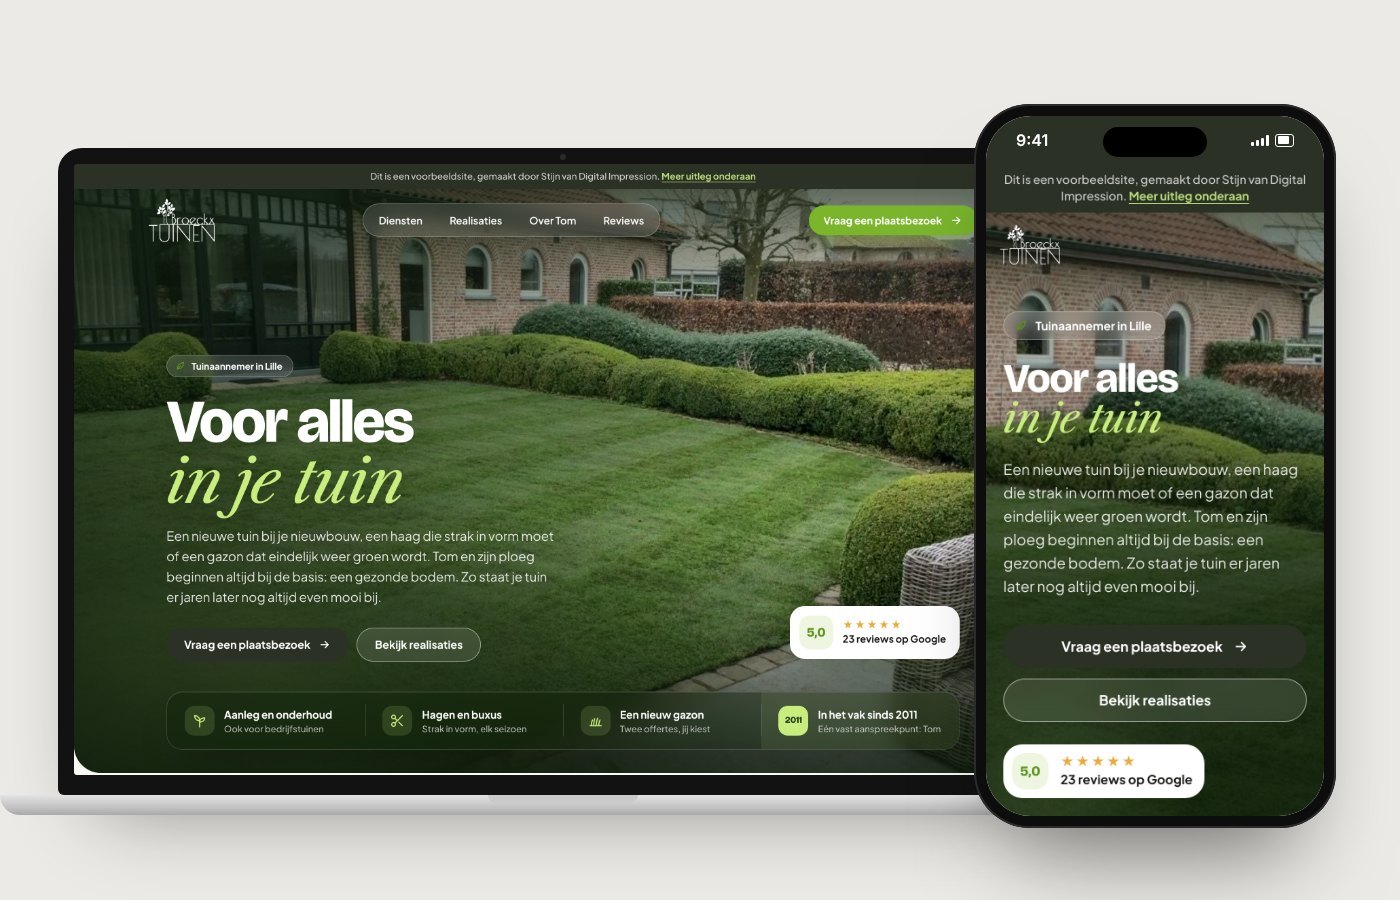 Dit is een voorbeeldsite, gemaakt door Stijn van Digital Impression. Meer uitleg onderaan
Broeckx
TUINEN
Diensten
Realisaties
Over Tom
Reviews
Vraag een plaatsbezoek →
Tuinaannemer in Lille
Voor alles
in je tuin
Een nieuwe tuin bij je nieuwbouw, een haag die strak in vorm moet
of een gazon dat eindelijk weer groen wordt. Tom en zijn ploeg
beginnen altijd bij de basis: een gezonde bodem. Zo staat je tuin
er jaren later nog altijd even mooi bij.
Vraag een plaatsbezoek →
Bekijk realisaties
5,0
★★★★★
23 reviews op Google
Aanleg en onderhoud
Ook voor bedrijfstuinen
Hagen en buxus
Strak in vorm, elk seizoen
Een nieuw gazon
Twee offertes, jij kiest
2011
In het vak sinds 2011
Eén vast aanspreekpunt: Tom
9:41
Dit is een voorbeeldsite, gemaakt door Stijn van Digital
Impression. Meer uitleg onderaan
Broeckx
TUINEN
Tuinaannemer in Lille
Voor alles
in je tuin
Een nieuwe tuin bij je nieuwbouw, een haag
die strak in vorm moet of een gazon dat
eindelijk weer groen wordt. Tom en zijn
ploeg beginnen altijd bij de basis: een
gezonde bodem. Zo staat je tuin er jaren
later nog altijd even mooi bij.
Vraag een plaatsbezoek →
Bekijk realisaties
5,0
★★★★★
23 reviews op Google